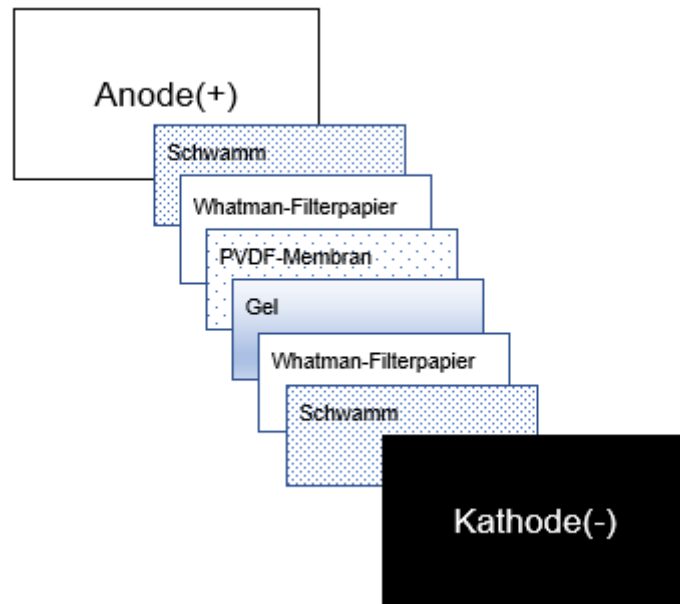 Anode(+)
Schwamm
Whatman-Filterpapier
PVDF-Membran
Gel
Whatman-Filterpapier
Schwamm
Kathode(-)